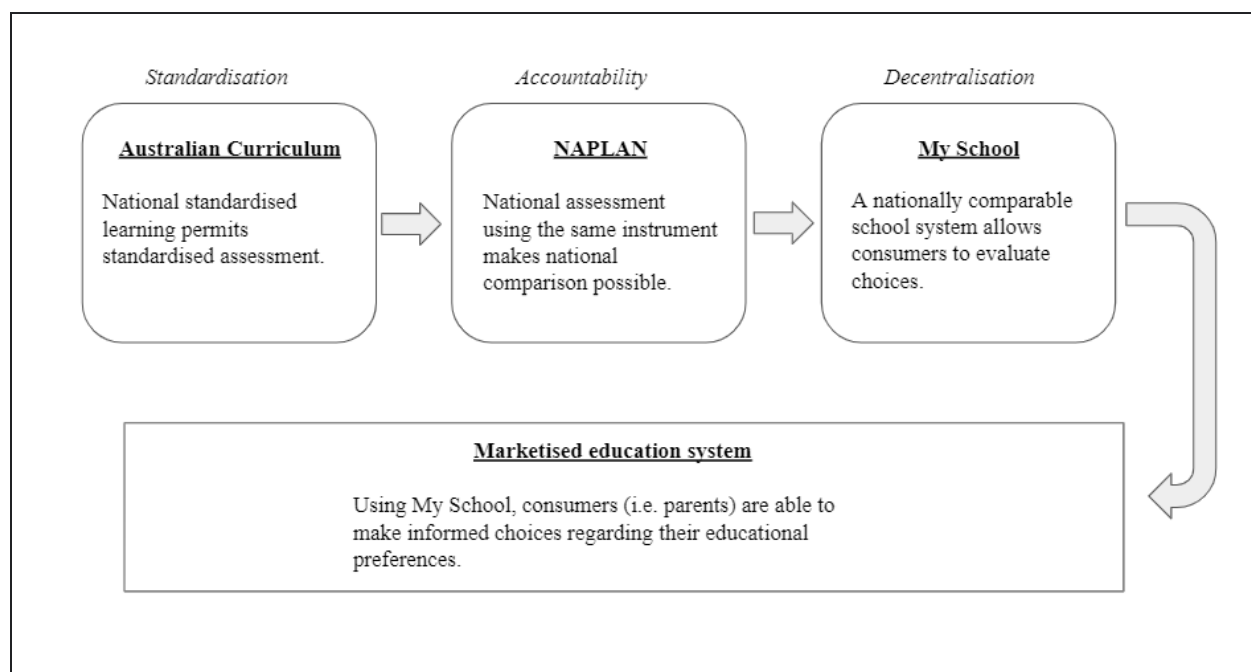 Standardisation
Accountability
Decentralisation
Australian Curriculum
National standardised
learning permits
standardised assessment.
NAPLAN
National assessment
using the same instrument
makes national
comparison possible.
My School
A nationally comparable
school system allows
consumers to evaluate
choices.
Marketised education system
Using My School, consumers (i.e. parents) are able to
make informed choices regarding their educational
preferences.